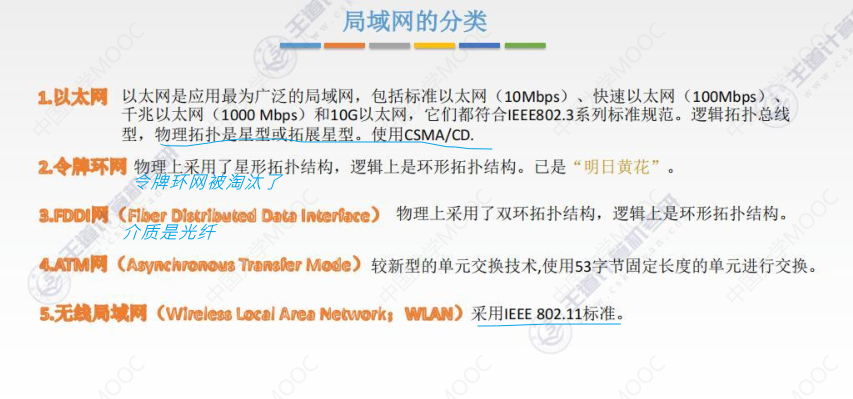 局域网的分类
1.以太网 以太网是应用最为广泛的局域网，包括标准以太网（10Mbps）、快速以太网（100Mbps）、
千兆以太网（1000 Mbps）和10G以太网，它们都符合IEEE802.3系列标准规范。逻辑拓扑总线
型，物理拓扑是星型或拓展星型。使用CSMA/CD.
2.令牌环网 物理上采用了星形拓扑结构，逻辑上是环形拓扑结构。已是“明日黄花”。
令牌环网被淘汰了
3.FDDI网（Fiber Distributed Data Interface） 物理上采用了双环拓扑结构，逻辑上是环形拓扑结构。
介质是光纤
4.ATM网（Asynchronous Transfer Mode）较新型的单元交换技术,使用53字节固定长度的单元进行交换。
5.无线局域网（Wireless Local Area Network；WLAN）采用IEEE 802.11标准。
中国大学MOOC
王道计算机考研